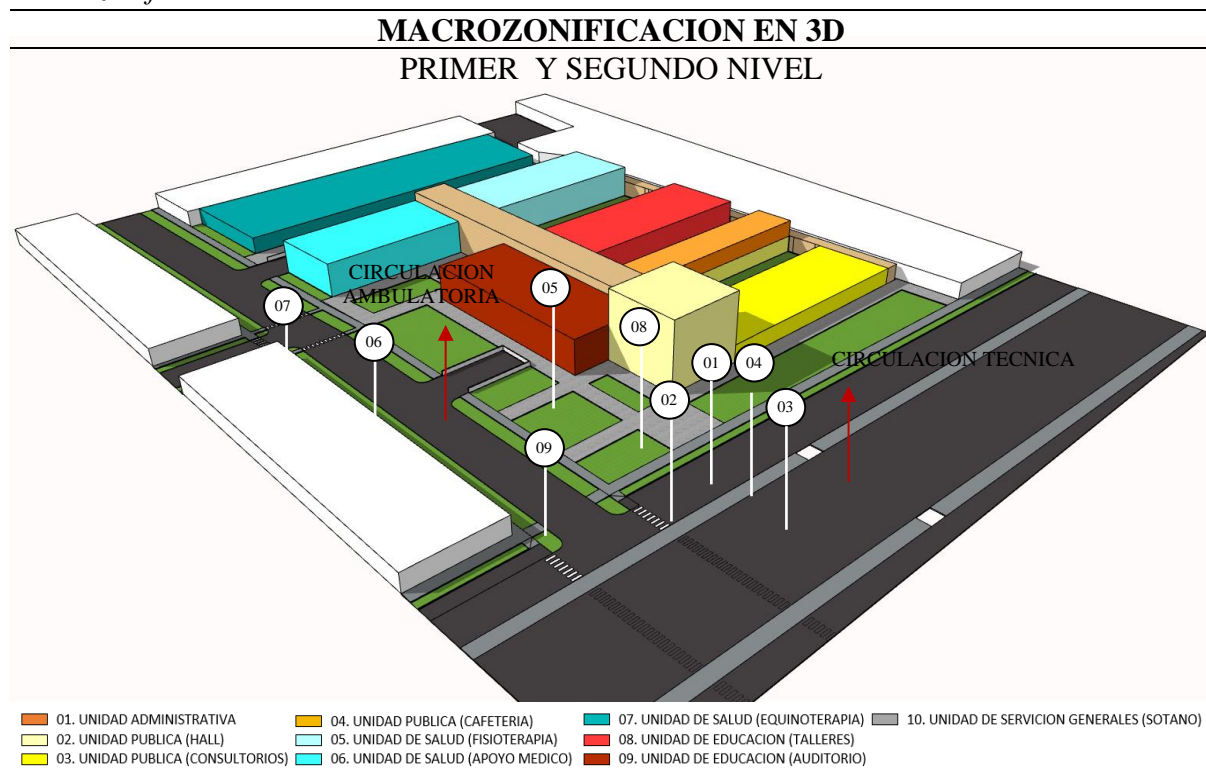 MACROZONIFICACION EN 3D
PRIMER Y SEGUNDO NIVEL
CIRCULACION
AMBULATORIA
05
07
08
06
01
04
CIRCULACION TECNICA
02
03
09
01. UNIDAD ADMINISTRATIVA
02. UNIDAD PUBLICA (HALL)
03. UNIDAD PUBLICA (CONSULTORIOS)
04. UNIDAD PUBLICA (CAFETERIA)
05. UNIDAD DE SALUD (FISIOTERAPIA)
06. UNIDAD DE SALUD (APOYO MEDICO)
07. UNIDAD DE SALUD (EQUINOTERAPIA)
08. UNIDAD DE EDUCACION (TALLERES)
09. UNIDAD DE EDUCACION (AUDITORIO)
10. UNIDAD DE SERVICION GENERALES (SOTANO)